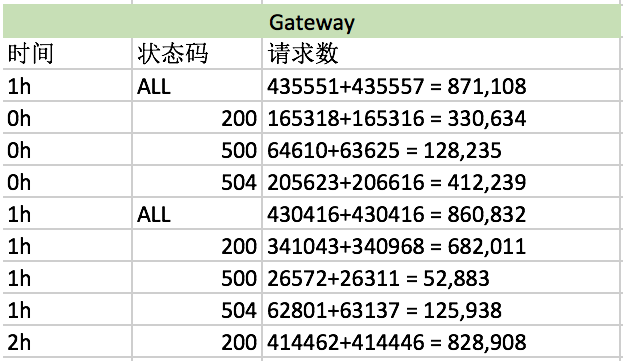 Gateway
时间 状态码 请求数
1h ALL 435551+435557 = 871,108
0h 200 165318+165316 = 330,634
0h 500 64610+63625 = 128,235
0h 504 205623+206616 = 412,239
1h ALL 430416+430416 = 860,832
1h 200 341043+340968 = 682,011
1h 500 26572+26311 = 52,883
1h 504 62801+63137 = 125,938
2h 200 414462+414446 = 828,908